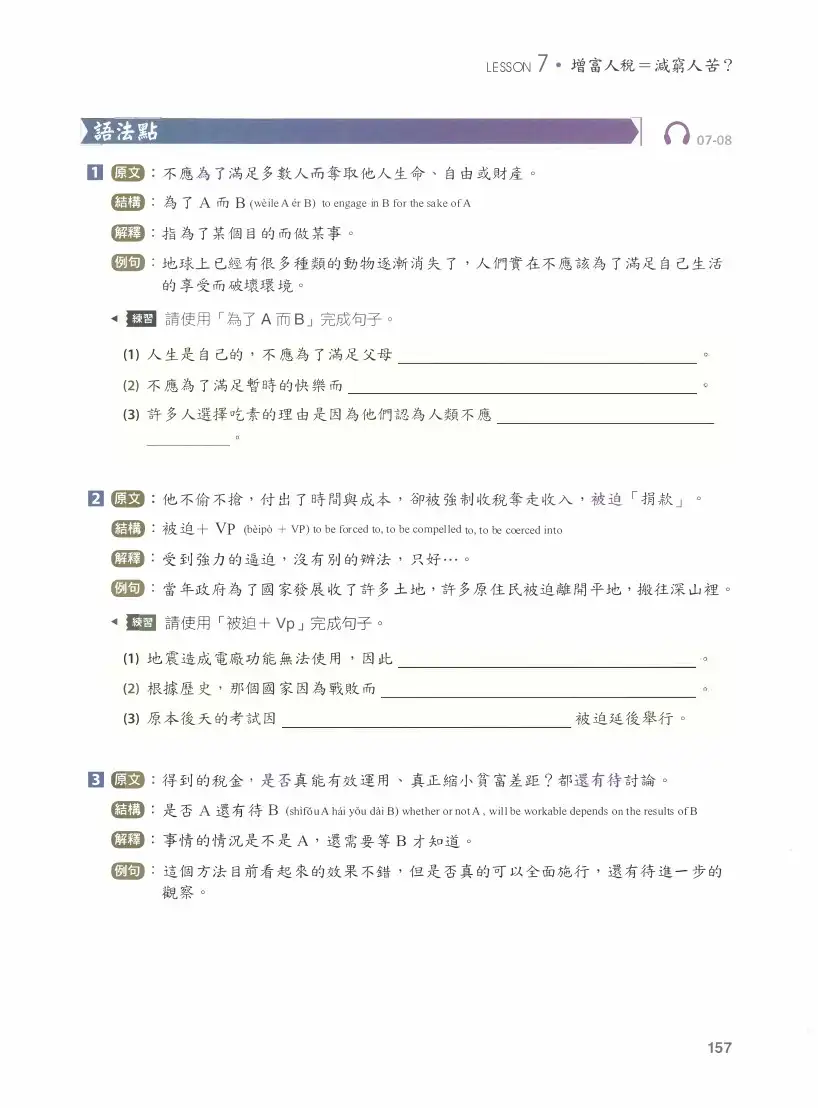 LESSON 7 • 增富人稅＝減窮人苦？
語法點
07-08
1 原文：不應為了滿足多數人而奪取他人生命、自由或財產。
結構：為了 A 而 B (wèile A ér B) to engage in B for the sake of A
解釋：指為了某個目的而做某事。
例句：地球上已經有很多種類的動物逐漸消失了，人們實在不應該為了滿足自己生活
的享受而破壞環境。
練習 請使用「為了 A 而 B」完成句子。
(1) 人生是自己的，不應為了滿足父母 ______________________________ 。
(2) 不應為了滿足暫時的快樂而 ______________________________ 。
(3) 許多人選擇吃素的理由是因為他們認為人類不應 ______________________
__________ 。
2 原文：他不偷不搶，付出了時間與成本，卻被強制收稅奪走收入，被迫「捐款」。
結構：被迫＋ Vp (bèipò + VP) to be forced to, to be compelled to, to be coerced into
解釋：受到強力的逼迫，沒有別的辦法，只好…。
例句：當年政府為了國家發展收了許多土地，許多原住民被迫離開平地，搬往深山裡。
練習 請使用「被迫＋ Vp」完成句子。
(1) 地震造成電廠功能無法使用，因此 ______________________________ 。
(2) 根據歷史，那個國家因為戰敗而 ______________________________ 。
(3) 原本後天的考試因 ______________________________ 被迫延後舉行。
3 原文：得到的稅金，是否真能有效運用、真正縮小貧富差距？都還有待討論。
結構：是否 A 還有待 B (shìfǒu A hái yǒu dài B) whether or not A , will be workable depends on the results of B
解釋：事情的情況是不是 A，還需要等 B 才知道。
例句：這個方法目前看起來的效果不錯，但是否真的可以全面施行，還有待進一步的
觀察。
157